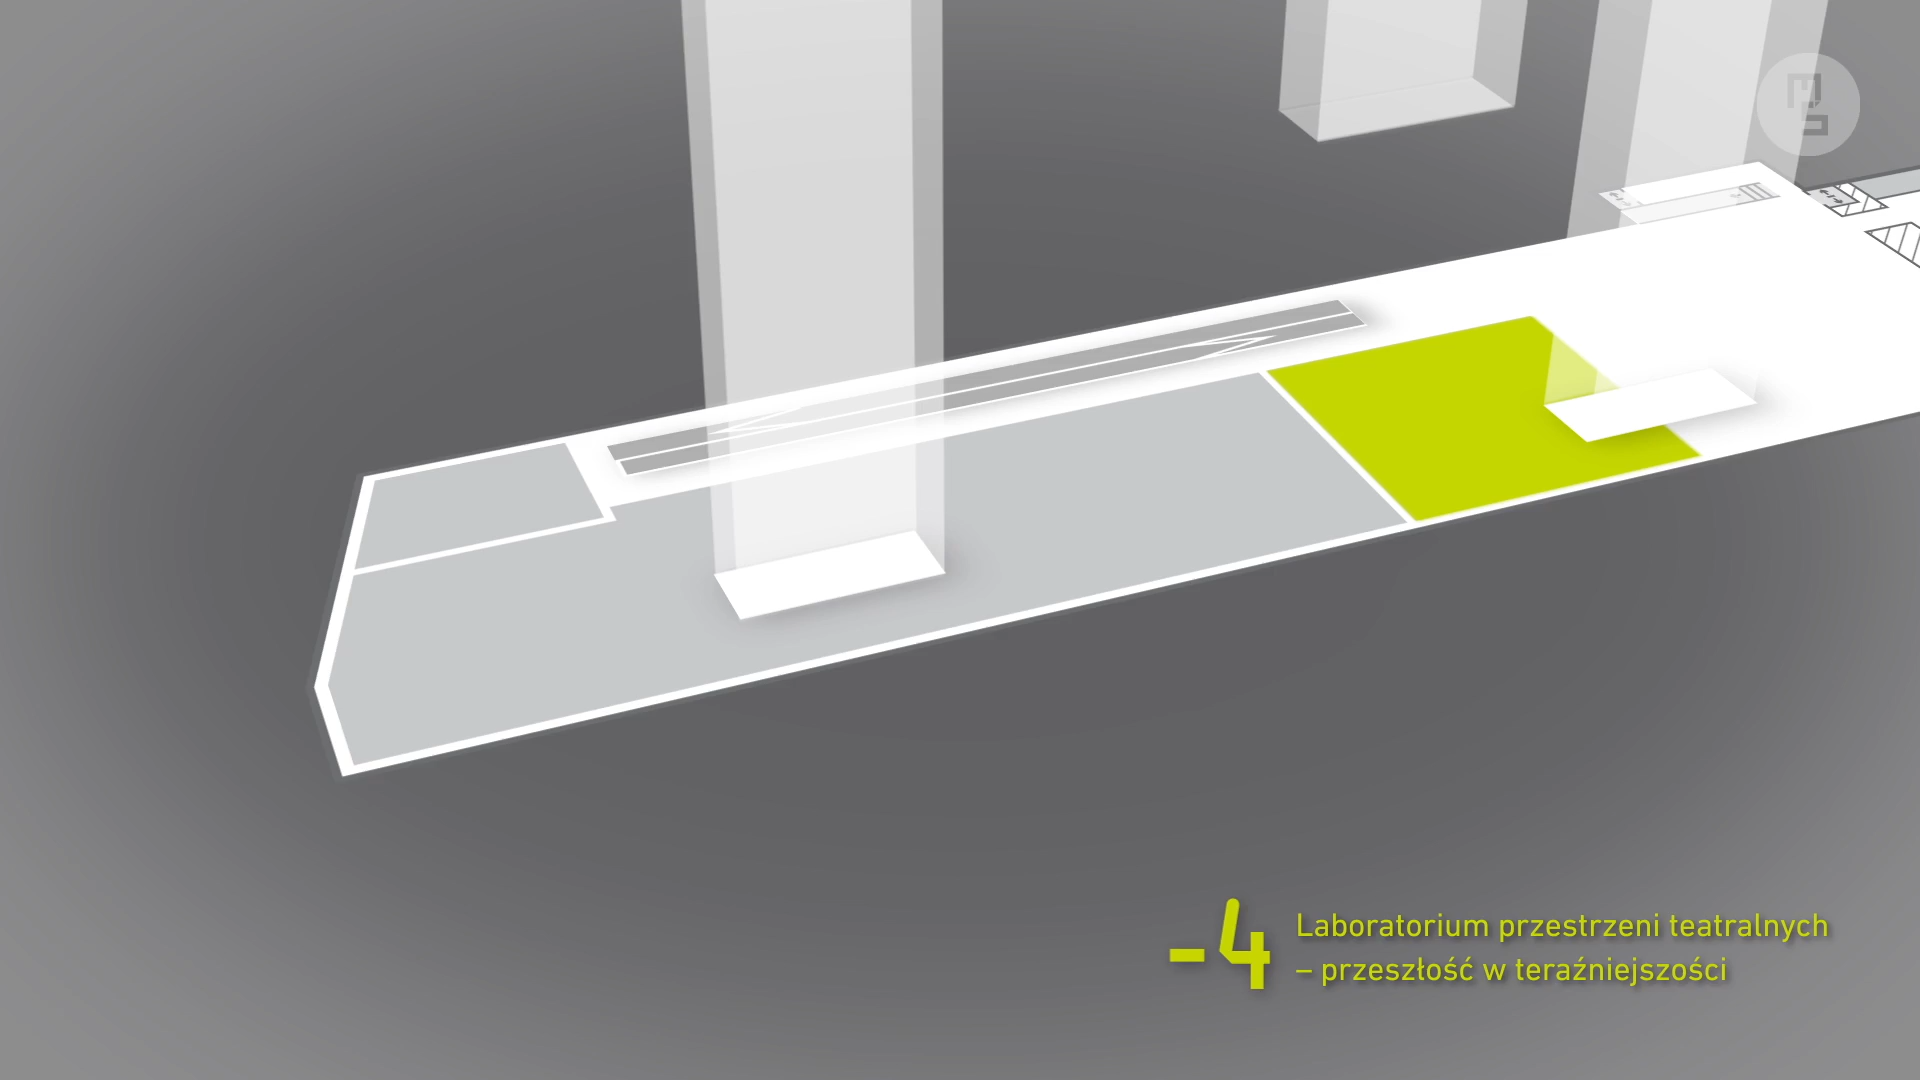 -4
Laboratorium przestrzeni teatralnych
– przeszłość w teraźniejszości